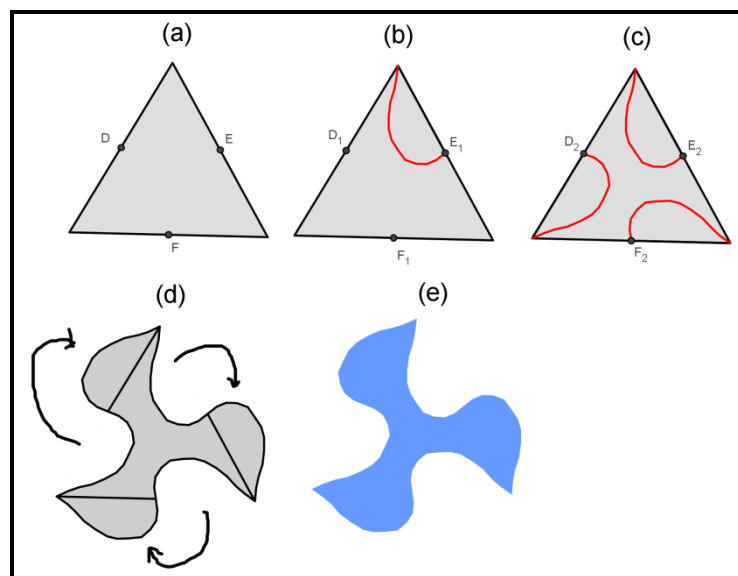 (a) (b) (c)
D E D₁ E₁ D₂ E₂
F F₁ F₂
(d) (e)